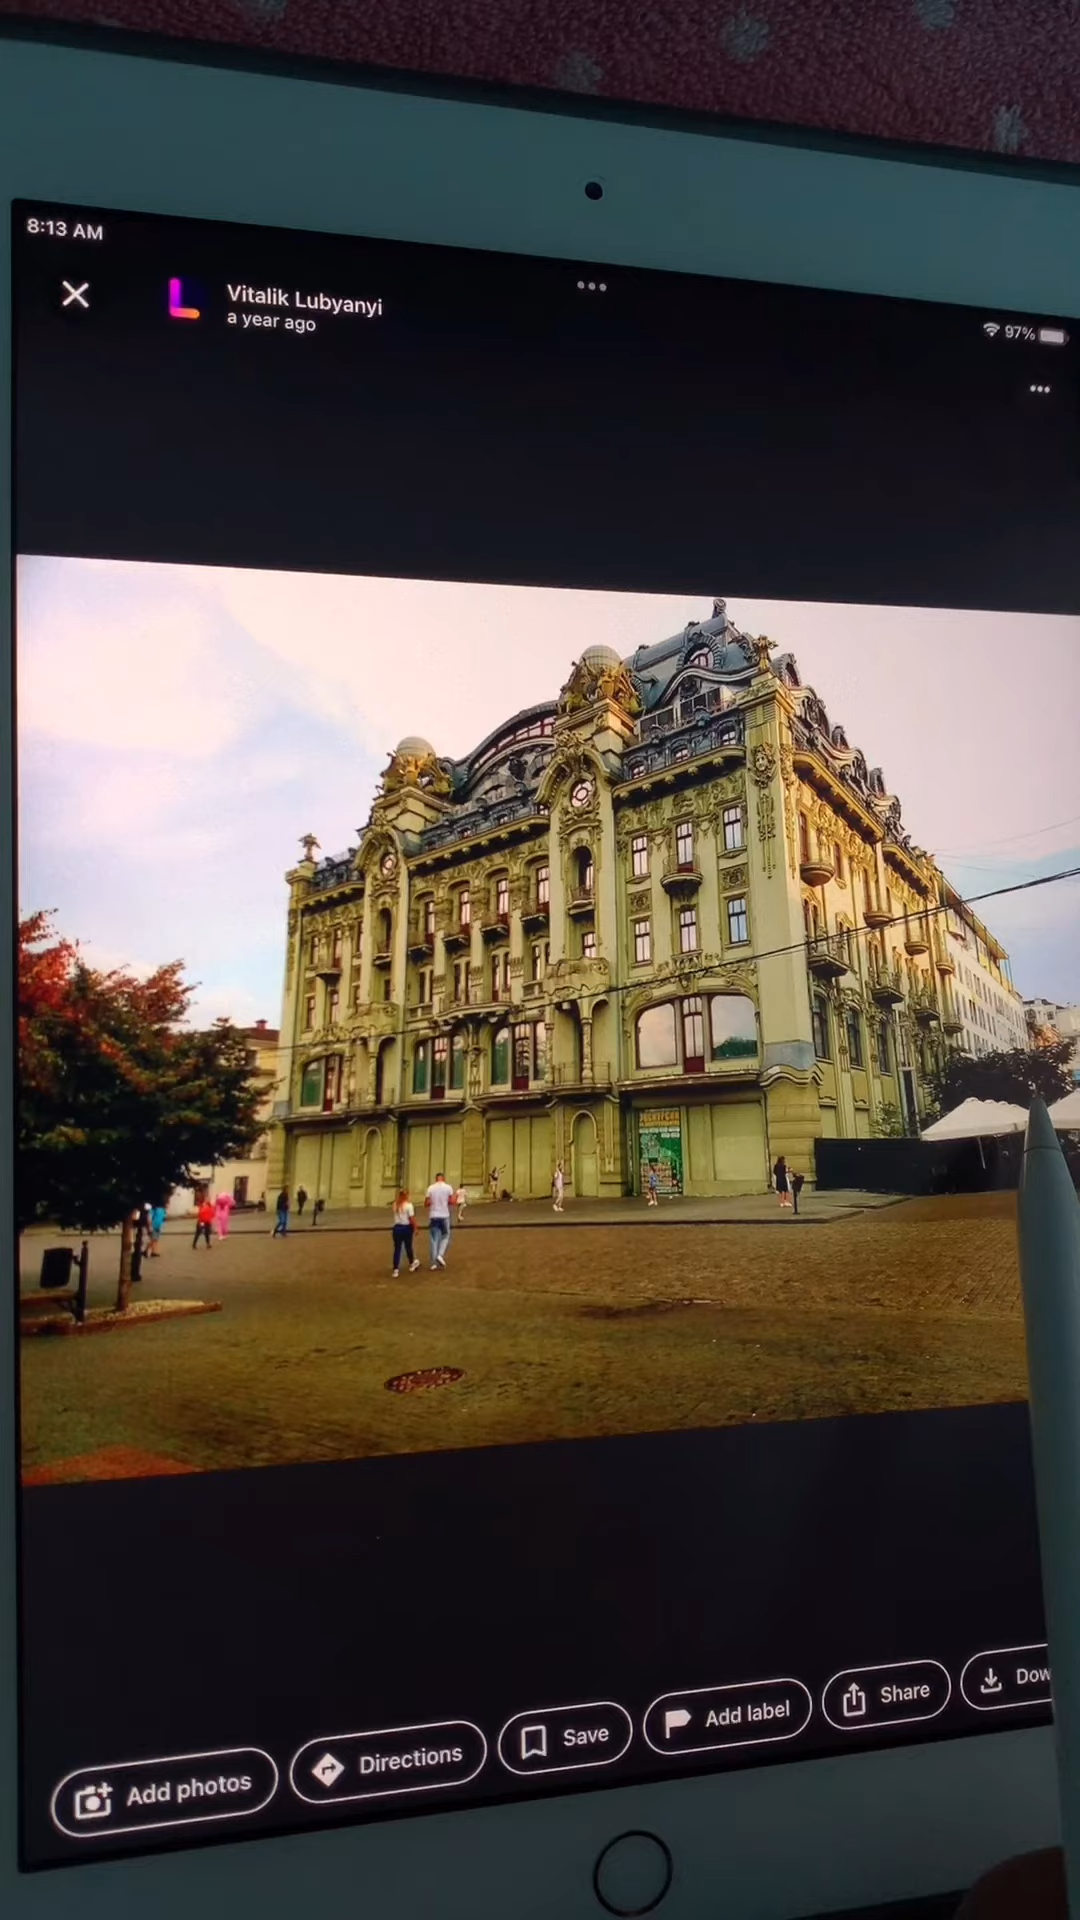 8:13 AM
Vitalik Lubyanyi
a year ago
97%
Add photos
Directions
Save
Add label
Share
Dow